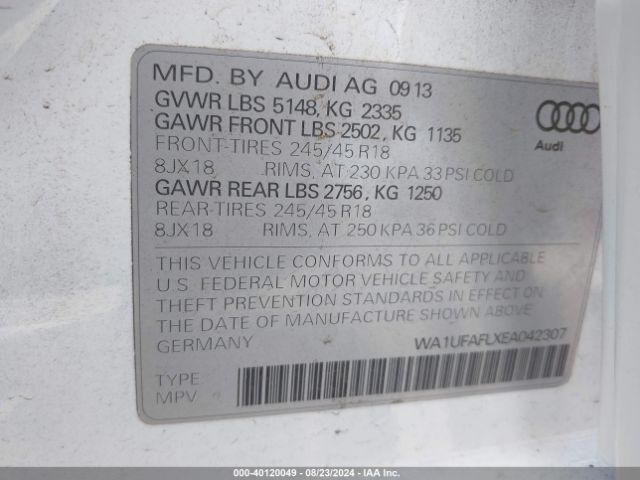 MFD. BY AUDI AG 09 13
GVWR LBS 5148, KG 2335
GAWR FRONT LBS 2502, KG 1135
FRONT-TIRES 245/45 R18
8JX18 RIMS, AT 230 KPA 33 PSI COLD
GAWR REAR LBS 2756, KG 1250
REAR-TIRES 245/45 R18
8JX18 RIMS, AT 250 KPA 36 PSI COLD
Audi
THIS VEHICLE CONFORMS TO ALL APPLICABLE
U.S. FEDERAL MOTOR VEHICLE SAFETY AND
THEFT PREVENTION STANDARDS IN EFFECT ON
THE DATE OF MANUFACTURE SHOWN ABOVE
GERMANY
WA1UFAFLXEA042307
TYPE
MPV
000-40120049 - 08/23/2024 - IAA Inc.